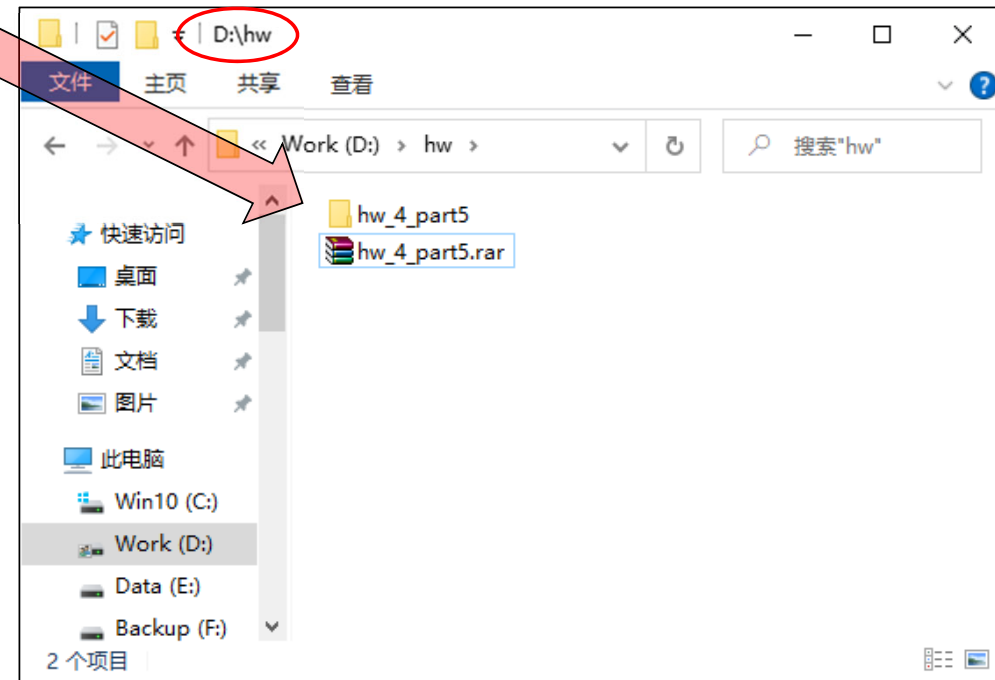 D:\hw
文件 主页 共享 查看
« Work (D:) › hw ›
搜索"hw"
快速访问
桌面
下载
文档
图片
此电脑
Win10 (C:)
Work (D:)
Data (E:)
Backup (F:)
hw_4_part5
hw_4_part5.rar
2 个项目